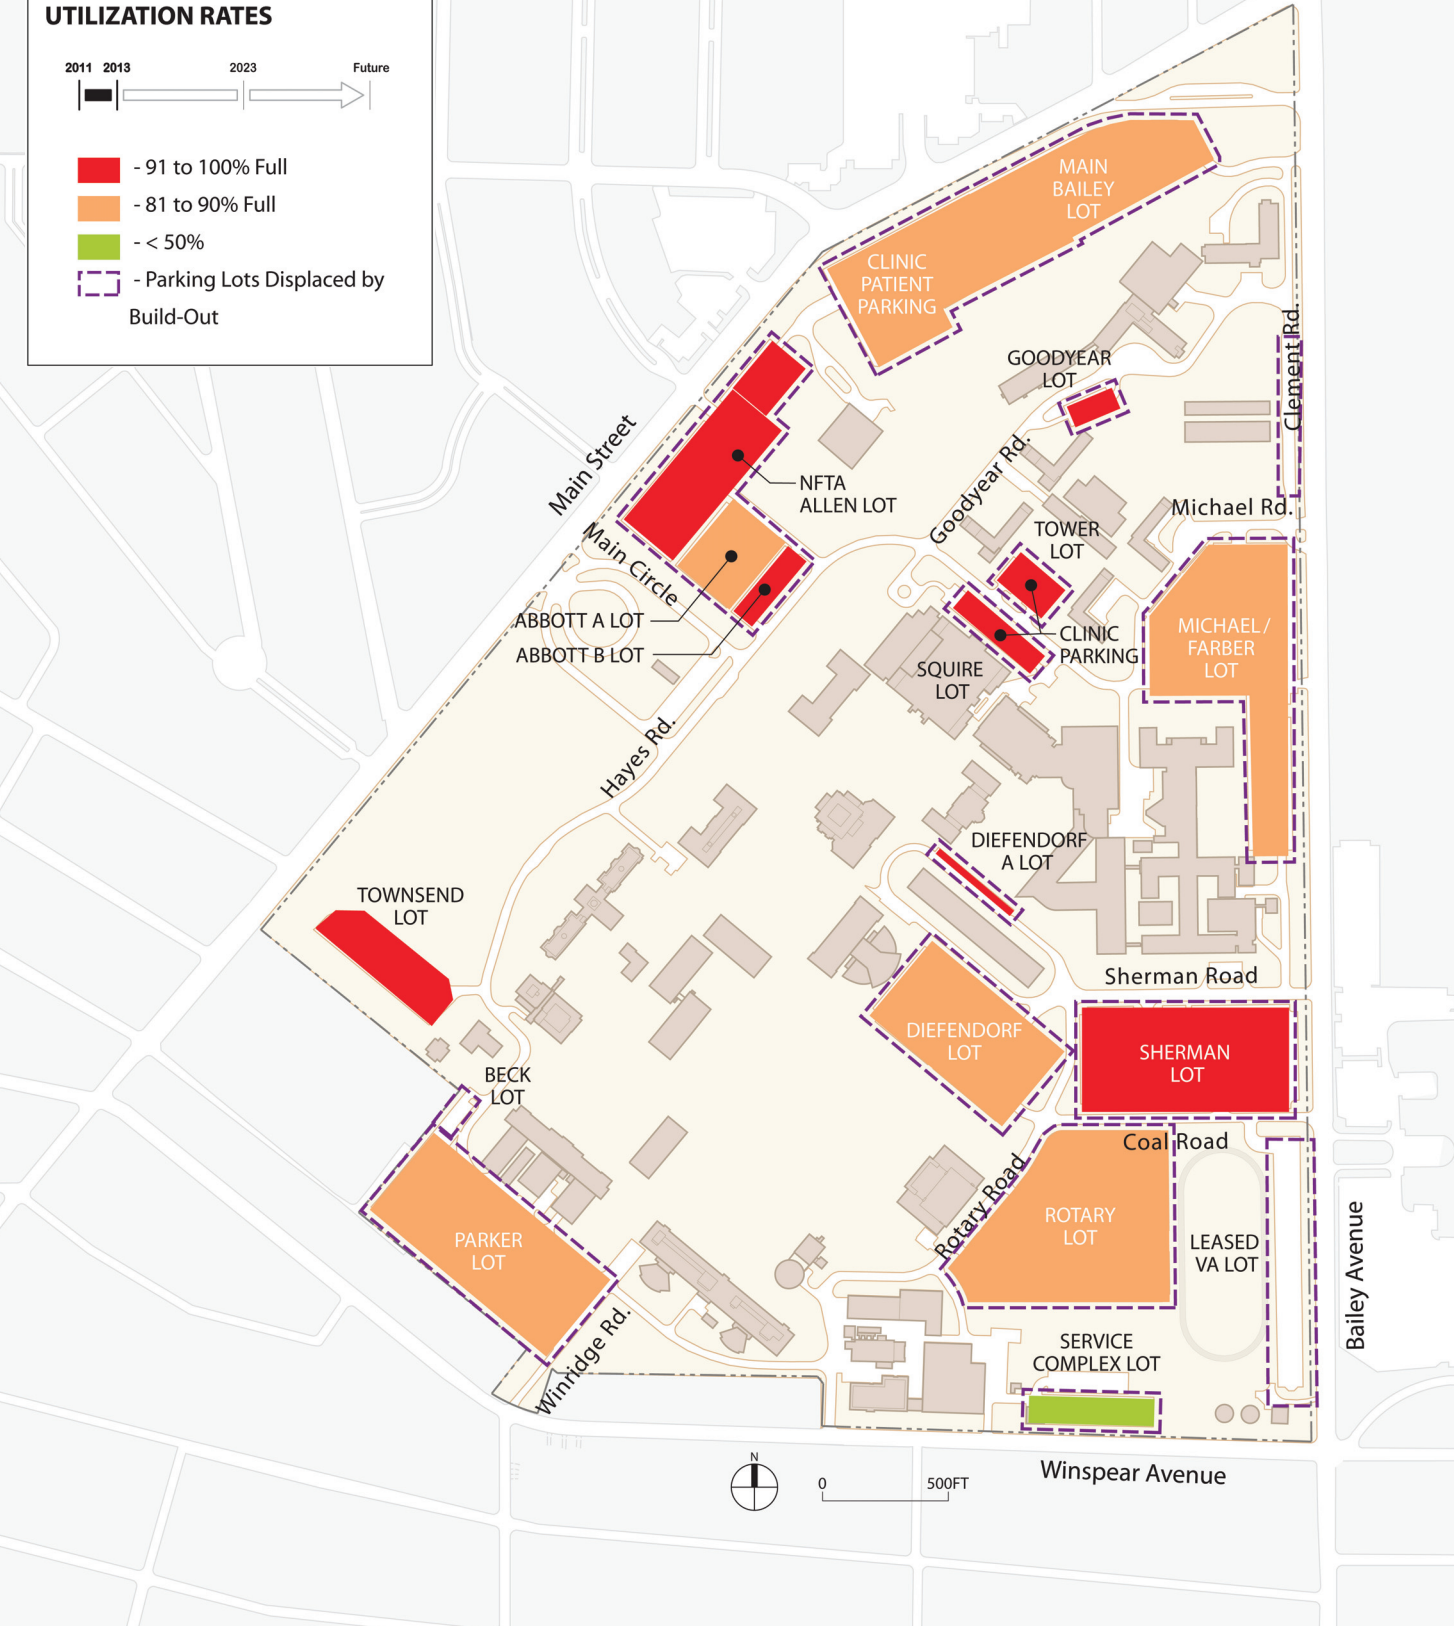 UTILIZATION RATES
2011 2013 2023 Future
- 91 to 100% Full
- 81 to 90% Full
- < 50%
- Parking Lots Displaced by
Build-Out
MAIN
BAILEY
LOT
CLINIC
PATIENT
PARKING
GOODYEAR
LOT
Clement Rd.
Main Street
NFTA
ALLEN LOT
Goodyear Rd.
Michael Rd.
TOWER
LOT
Main Circle
ABBOTT A LOT
ABBOTT B LOT
CLINIC
PARKING
MICHAEL/
FARBER
LOT
SQUIRE
LOT
Hayes Rd.
DIEFENDORF
A LOT
TOWNSEND
LOT
Sherman Road
DIEFENDORF
LOT
SHERMAN
LOT
BECK
LOT
Coal Road
Rotary Road
ROTARY
LOT
PARKER
LOT
LEASED
VA LOT
Bailey Avenue
Winridge Rd.
SERVICE
COMPLEX LOT
Winspear Avenue
N
0 500FT